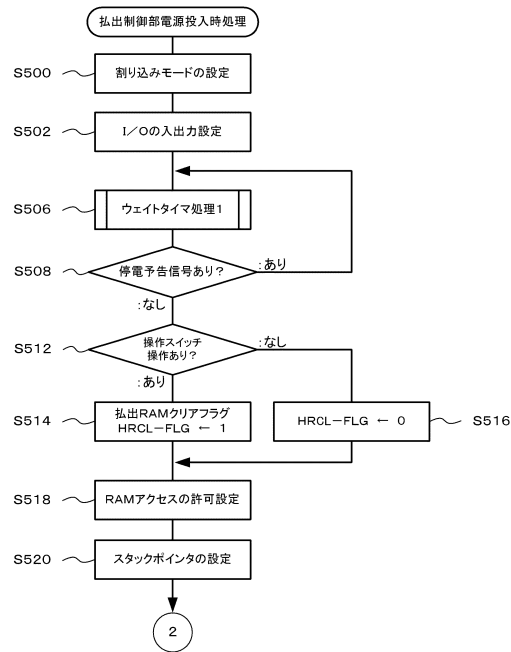 払出制御部電源投入時処理
S500
割り込みモードの設定
S502
I/Oの入出力設定
S506
ウェイトタイマ処理1
S508
停電予告信号あり?
:あり
:なし
S512
操作スイッチ
操作あり?
:なし
:あり
S514
払出RAMクリアフラグ
HRCL-FLG ← 1
HRCL-FLG ← 0
S516
S518
RAMアクセスの許可設定
S520
スタックポインタの設定
2